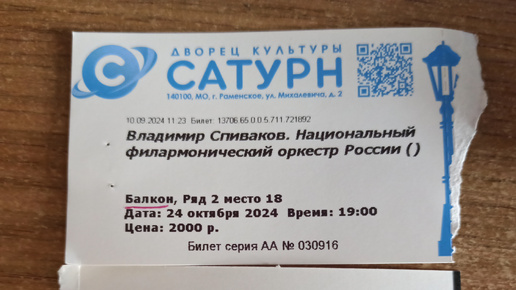 ДВОРЕЦ КУЛЬТУРЫ
САТУРН
140100, МО, г. Раменское, ул. Михалевича, д. 2
10.09.2024 11:23 Билет: 13706.65.0.0.5.711.721892
Владимир Спиваков. Национальный
филармонический оркестр России ()
Балкон, Ряд 2 место 18
Дата: 24 октября 2024 Время: 19:00
Цена: 2000 р.
Билет серия АА № 030916